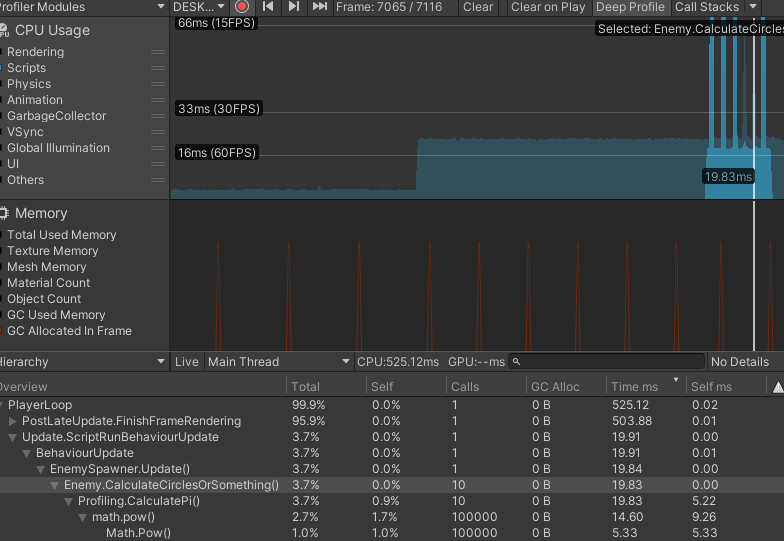 Profiler Modules DESK... Frame: 7065 / 7116 Clear Clear on Play Deep Profile Call Stacks
CPU Usage
Rendering
Scripts
Physics
Animation
GarbageCollector
VSync
Global Illumination
UI
Others
66ms (15FPS)
Selected: Enemy.CalculateCircles
33ms (30FPS)
16ms (60FPS)
19.83ms
Memory
Total Used Memory
Texture Memory
Mesh Memory
Material Count
Object Count
GC Used Memory
GC Allocated In Frame
Hierarchy Live Main Thread CPU:525.12ms GPU:--ms No Details
Overview Total Self Calls GC Alloc Time ms Self ms
PlayerLoop 99.9% 0.0% 1 0 B 525.12 0.02
PostLateUpdate.FinishFrameRendering 95.9% 0.0% 1 0 B 503.88 0.01
Update.ScriptRunBehaviourUpdate 3.7% 0.0% 1 0 B 19.91 0.00
BehaviourUpdate 3.7% 0.0% 1 0 B 19.91 0.01
EnemySpawner.Update() 3.7% 0.0% 1 0 B 19.84 0.00
Enemy.CalculateCirclesOrSomething() 3.7% 0.0% 10 0 B 19.83 0.00
Profiling.CalculatePi() 3.7% 0.9% 10 0 B 19.83 5.22
math.pow() 2.7% 1.7% 100000 0 B 14.60 9.26
Math.Pow() 1.0% 1.0% 100000 0 B 5.33 5.33